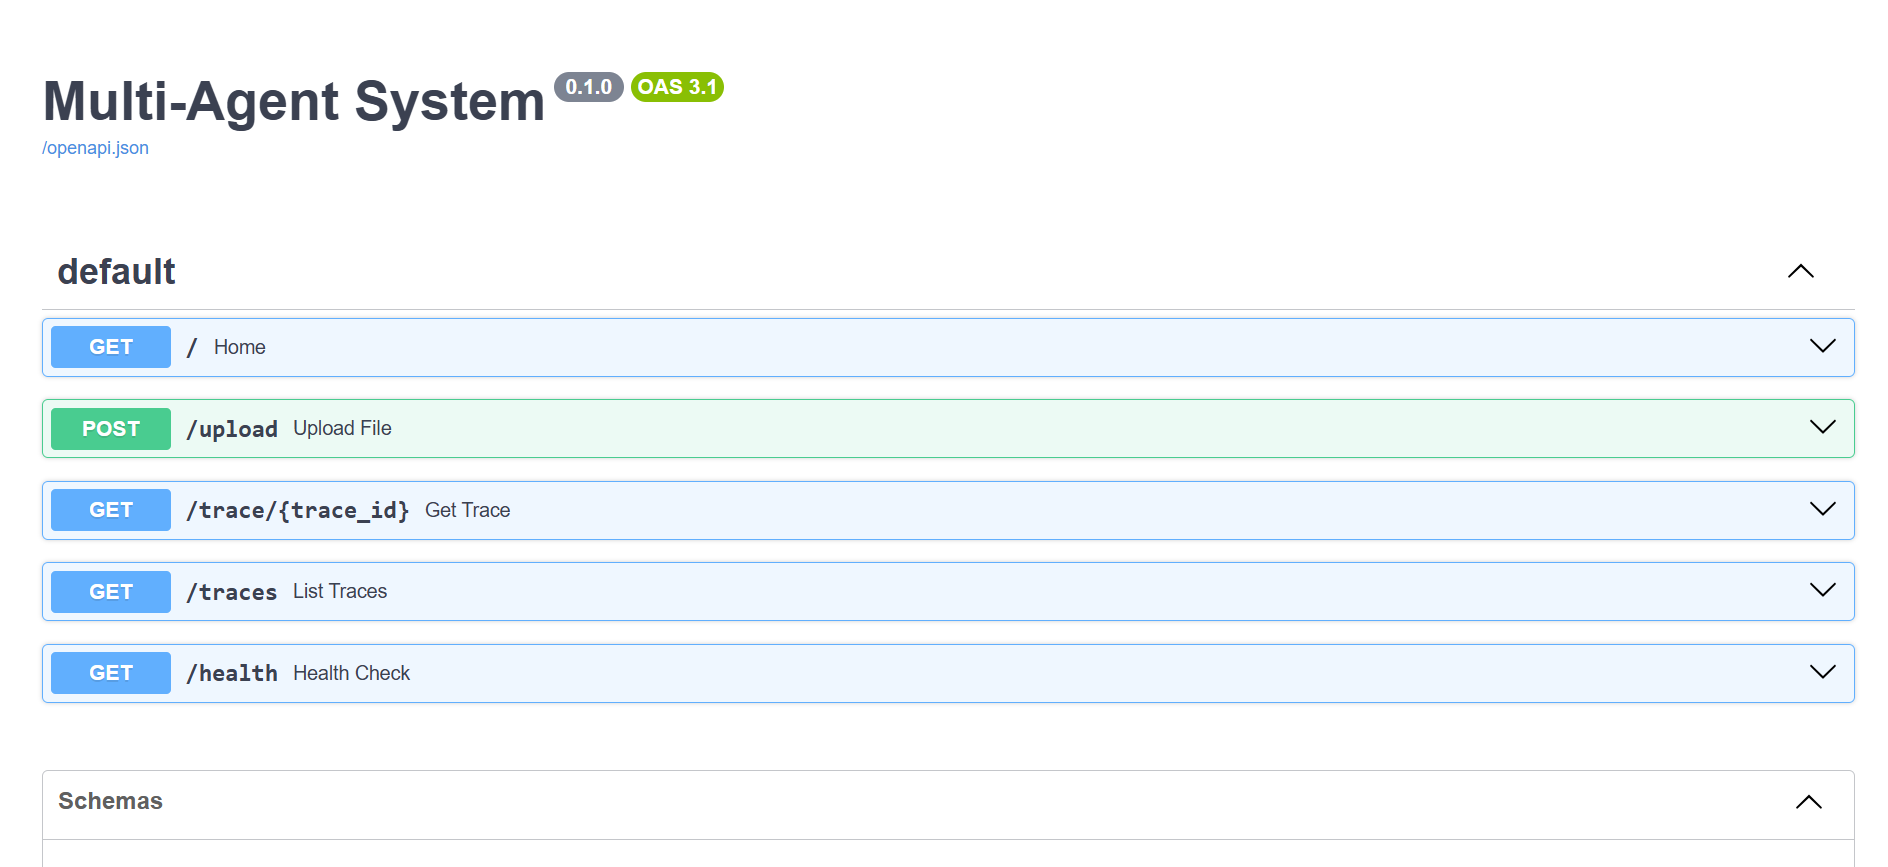 Multi-Agent System 0.1.0 OAS 3.1
/openapi.json
default
GET / Home
POST /upload Upload File
GET /trace/{trace_id} Get Trace
GET /traces List Traces
GET /health Health Check
Schemas